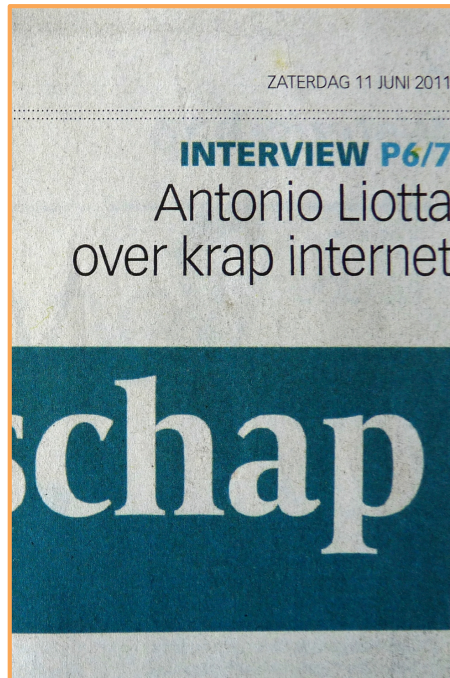 ZATERDAG 11 JUNI 2011
INTERVIEW P6/7
Antonio Liotta
over krap internet
schap